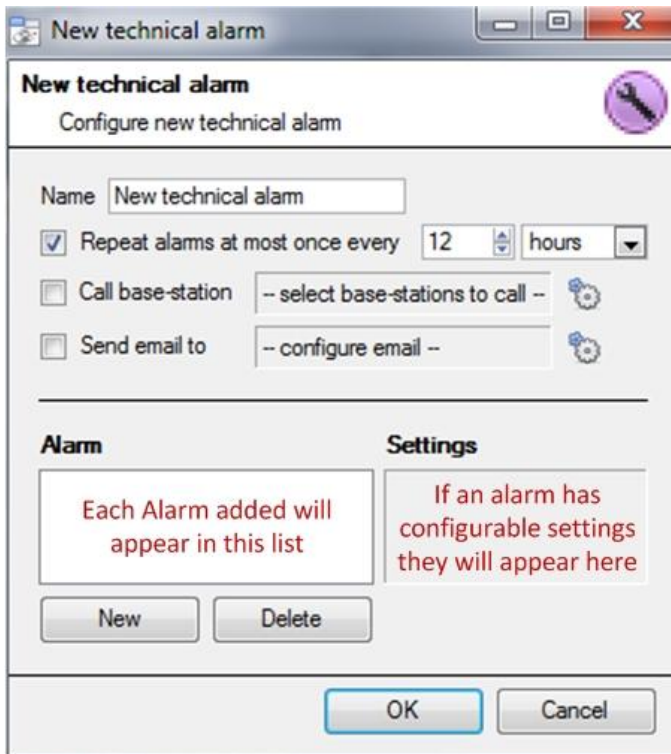 New technical alarm
New technical alarm
Configure new technical alarm
Name New technical alarm
Repeat alarms at most once every 12 hours
Call base-station -- select base-stations to call --
Send email to -- configure email --
Alarm Settings
Each Alarm added will
appear in this list
If an alarm has
configurable settings
they will appear here
New Delete
OK Cancel